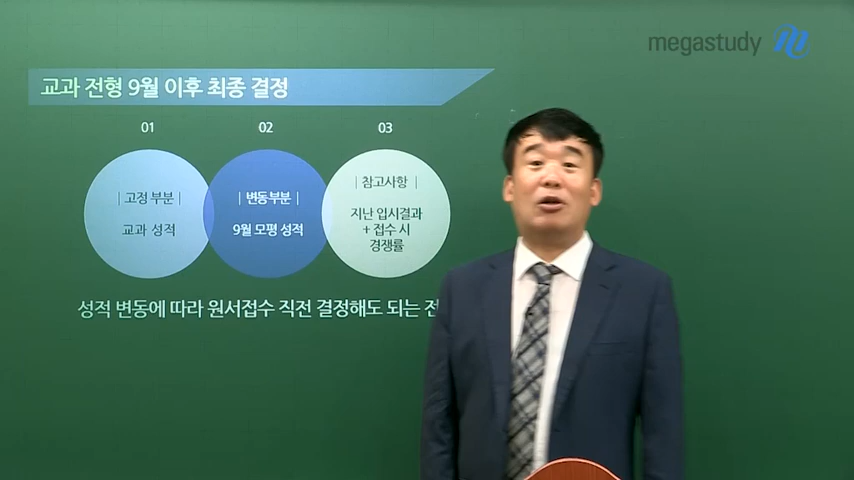 megastudy
교과 전형 9월 이후 최종 결정
01
02
03
| 고정 부분 |
교과 성적
| 변동부분 |
9월 모평 성적
| 참고사항 |
지난 입시결과
+ 접수 시
경쟁률
성적 변동에 따라 원서접수 직전 결정해도 되는 전